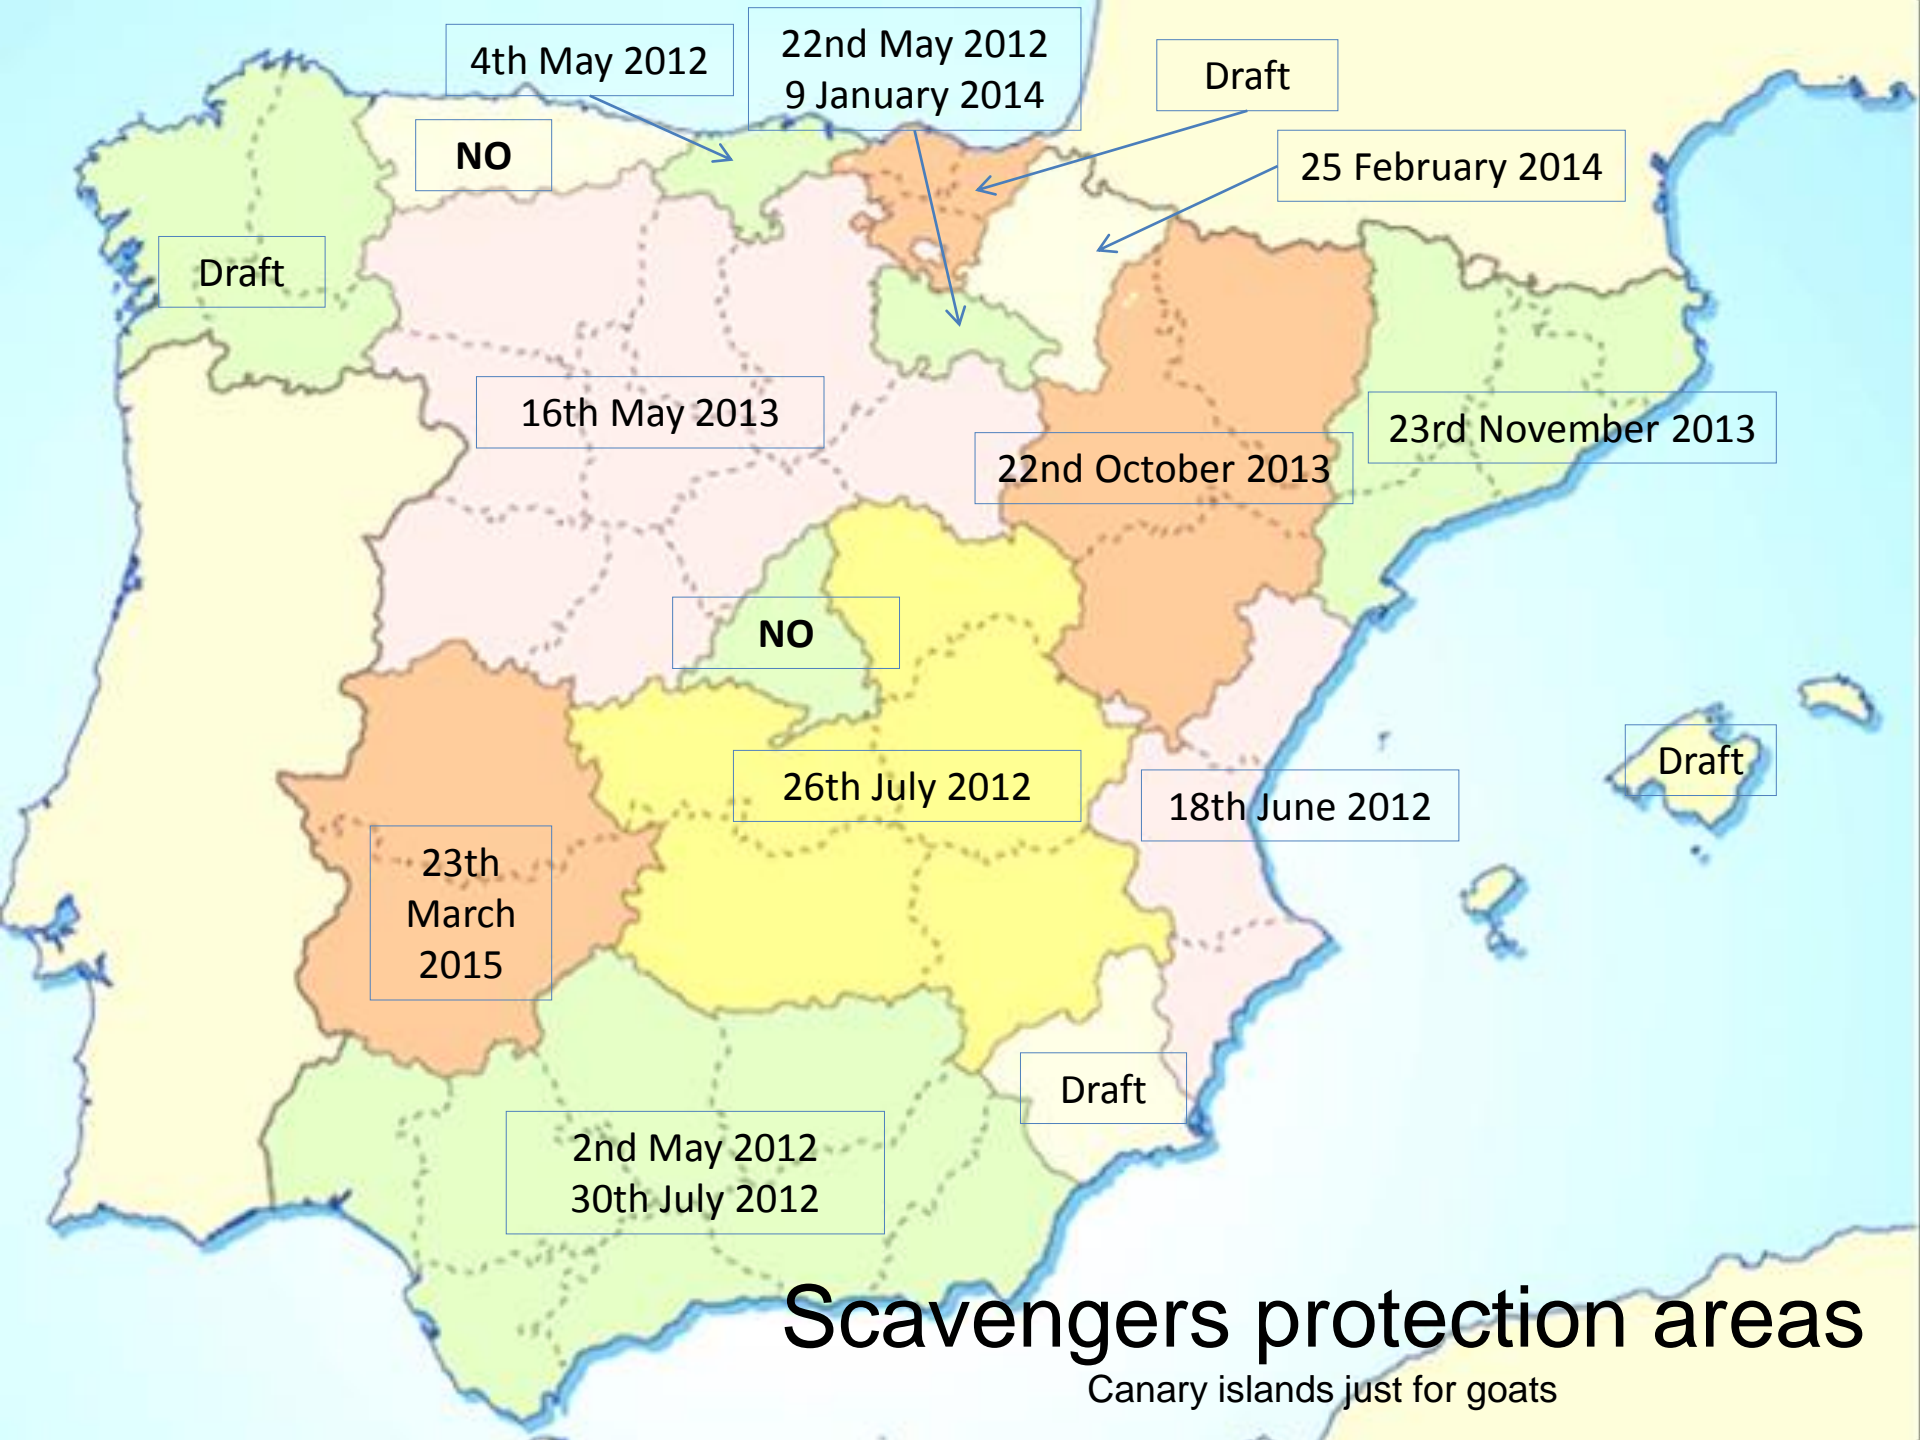 4th May 2012
22nd May 2012
9 January 2014
Draft
NO
25 February 2014
Draft
16th May 2013
23rd November 2013
22nd October 2013
NO
Draft
26th July 2012
18th June 2012
23th
March
2015
Draft
2nd May 2012
30th July 2012
Scavengers protection areas
Canary islands just for goats